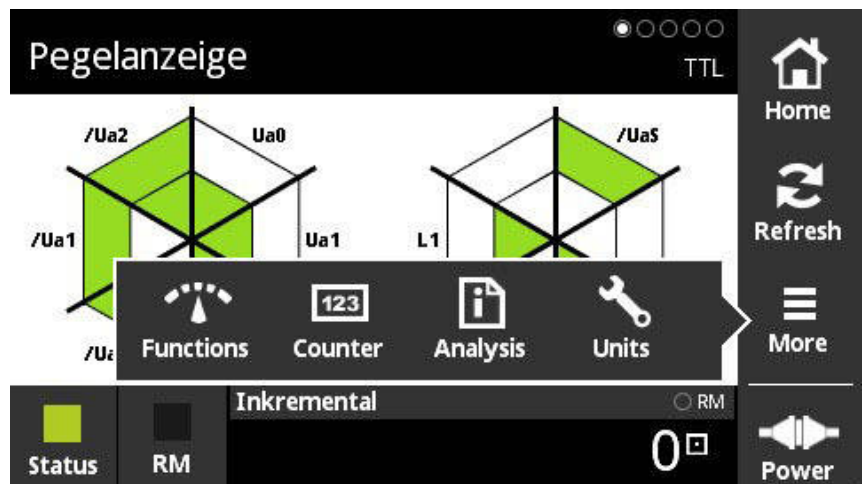 Pegelanzeige
TTL
Home
/Ua2
Ua0
/UaS
Refresh
/Ua1
Ua1
L1
123
Functions
Counter
Analysis
Units
More
Inkremental
RM
0
Status
RM
Power